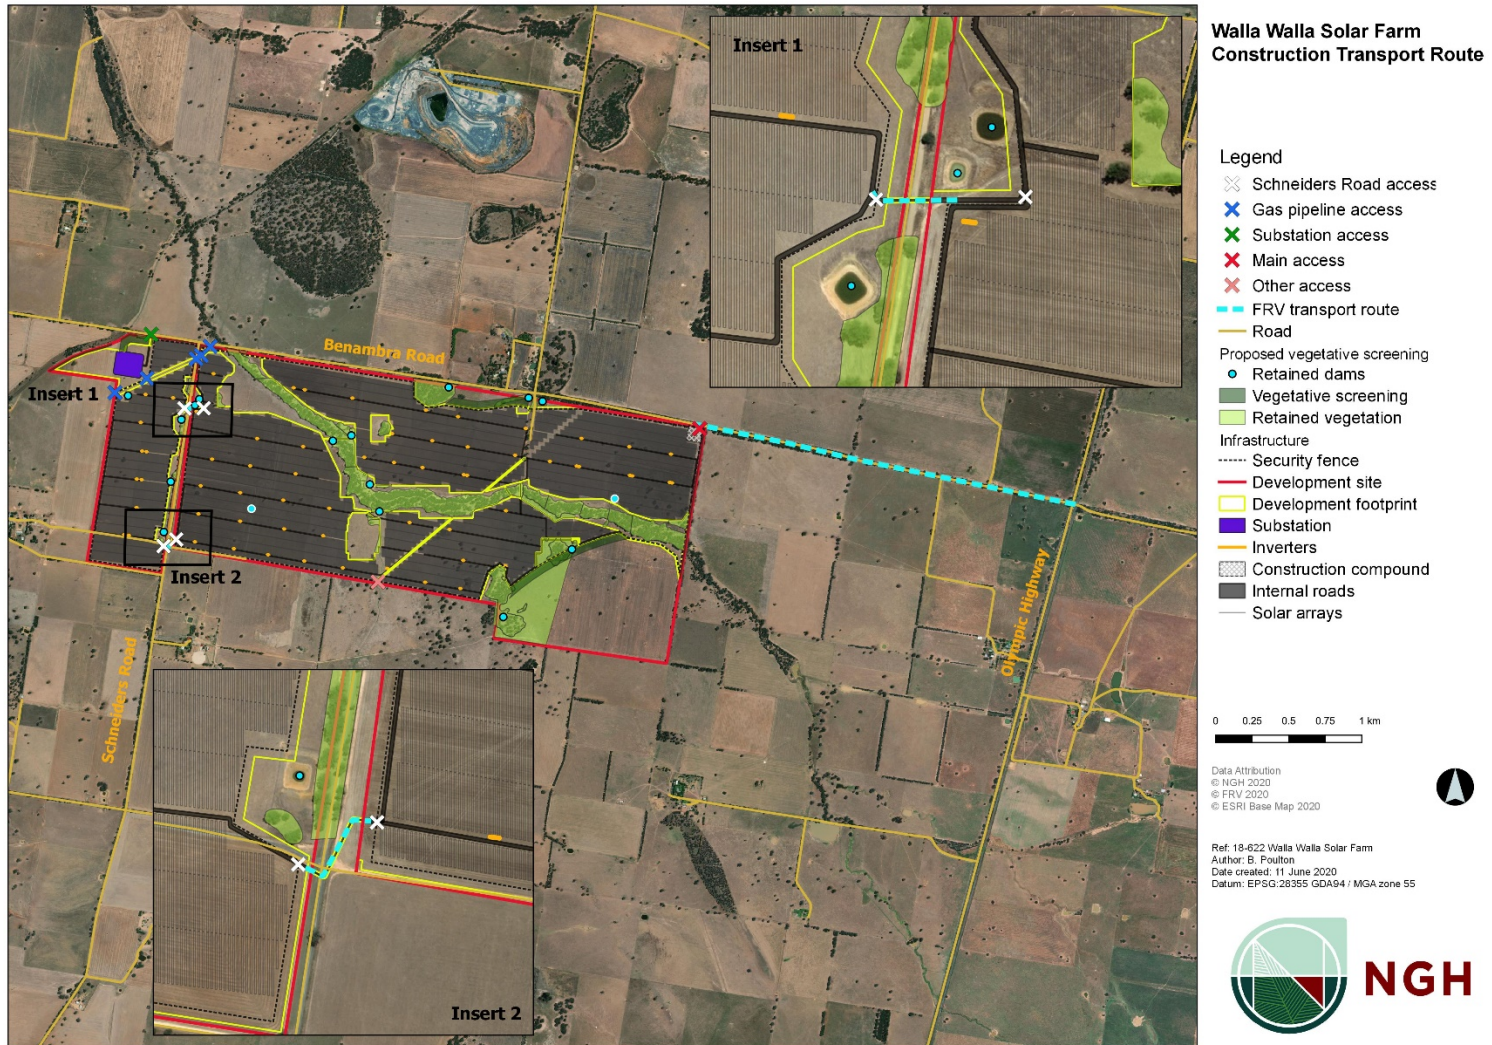 Walla Walla Solar Farm
Construction Transport Route
Legend
Schneiders Road access
Gas pipeline access
Substation access
Main access
Other access
FRV transport route
Road
Proposed vegetative screening
Retained dams
Vegetative screening
Retained vegetation
Infrastructure
Security fence
Development site
Development footprint
Substation
Inverters
Construction compound
Internal roads
Solar arrays
0 0.25 0.5 0.75 1 km
Data Attribution
© NGH 2020
© FRV 2020
© ESRI Base Map 2020
Ref: 18-622 Walla Walla Solar Farm
Author: B. Poulton
Date created: 11 June 2020
Datum: EPSG:28355 GDA94 / MGA zone 55
NGH
Insert 1
Benambra Road
Insert 1
Insert 2
Schneiders Road
Olympic Highway
Insert 2